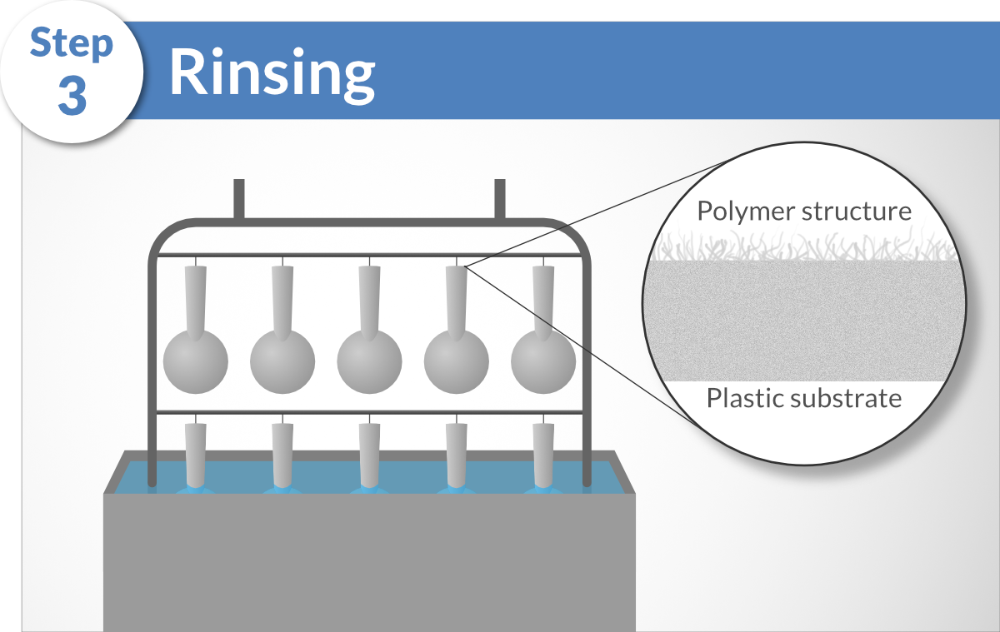 Step
3
Rinsing
Polymer structure
Plastic substrate